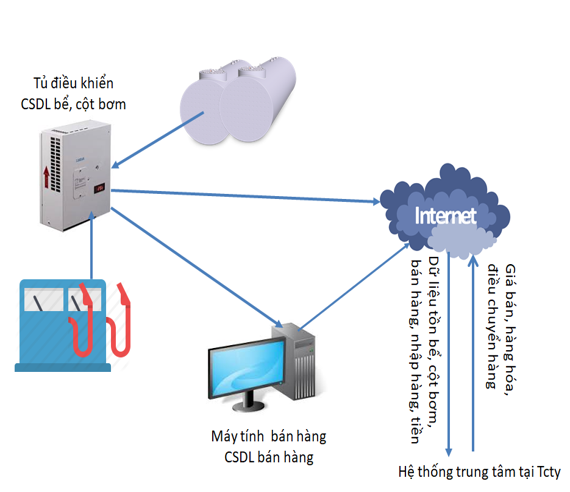 Tủ điều khiển
CSDL bể, cột bơm
Internet
Dữ liệu tồn bể, cột bơm,
bán hàng, nhập hàng, tiền
Giá bán, hàng hóa,
điều chuyển hàng
Máy tính bán hàng
CSDL bán hàng
Hệ thống trung tâm tại Tcty